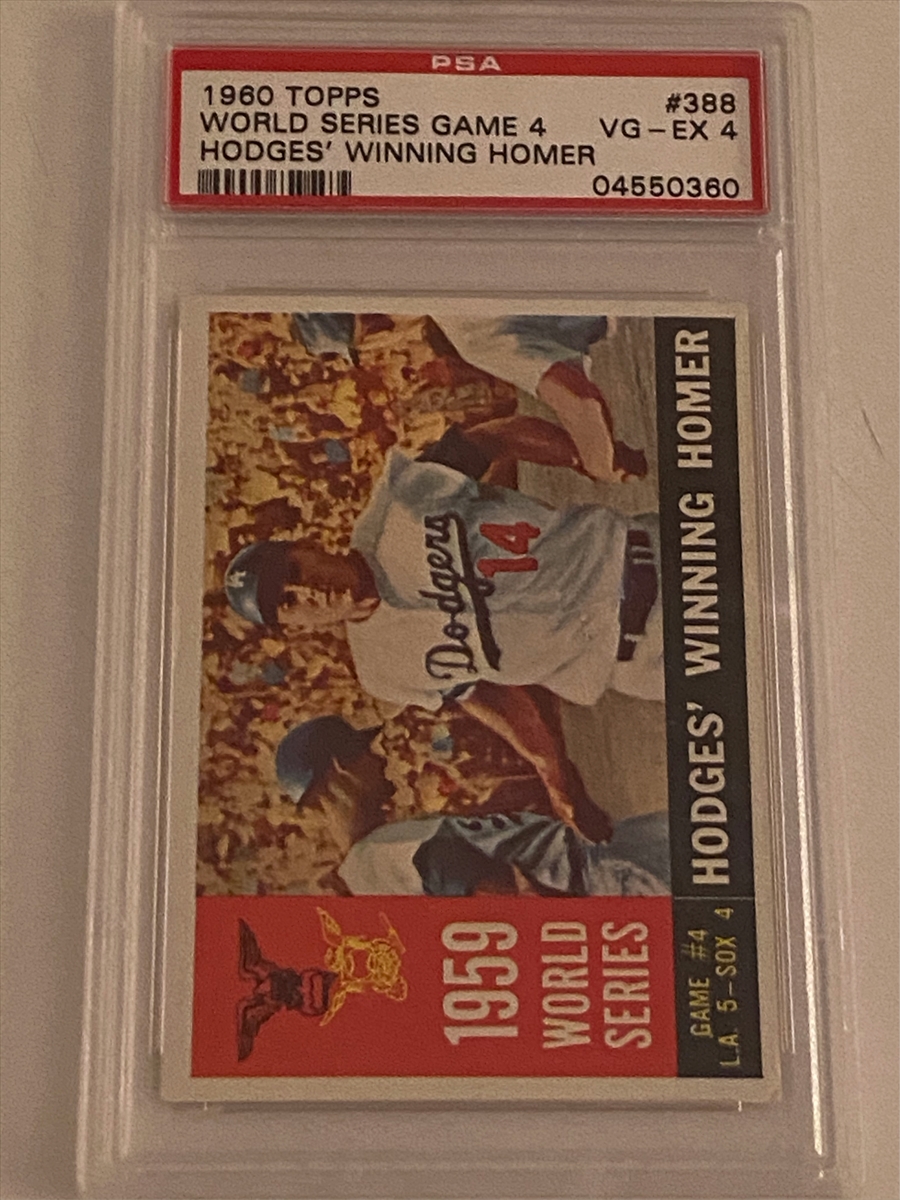 PSA
1960 TOPPS #388
WORLD SERIES GAME 4 VG-EX 4
HODGES' WINNING HOMER
04550360
LA
Dodgers
14
1959
WORLD
SERIES
GAME #4
L.A. 5-SOX 4
HODGES' WINNING HOMER